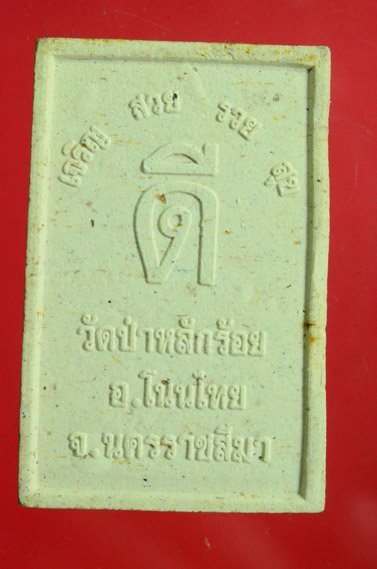 เจริญ สวย รวย สุข
ดี
วัดป่าหลักร้อย
อ.โนนไทย
จ.นครราชสีมา